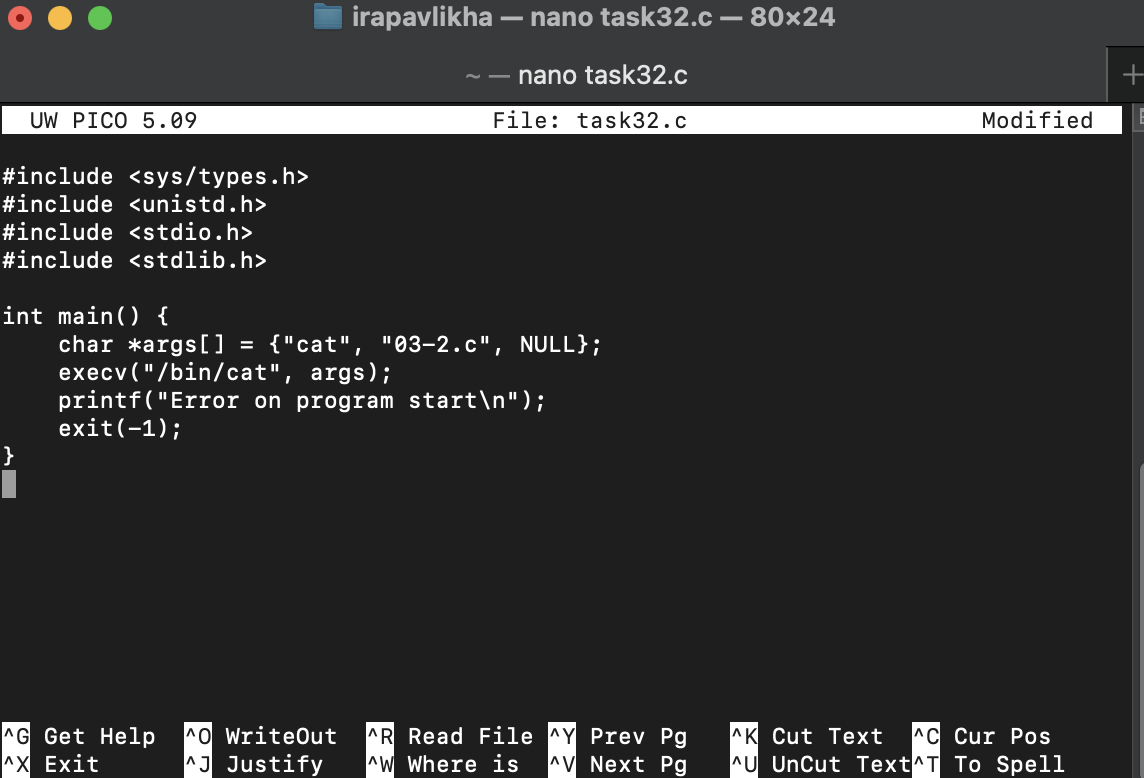 irapavlikha — nano task32.c — 80×24
~ — nano task32.c
+
UW PICO 5.09 File: task32.c Modified
#include <sys/types.h>
#include <unistd.h>
#include <stdio.h>
#include <stdlib.h>
int main() {
    char *args[] = {"cat", "03-2.c", NULL};
    execv("/bin/cat", args);
    printf("Error on program start\n");
    exit(-1);
}
^G Get Help ^O WriteOut ^R Read File ^Y Prev Pg ^K Cut Text ^C Cur Pos
^X Exit ^J Justify ^W Where is ^V Next Pg ^U UnCut Text ^T To Spell